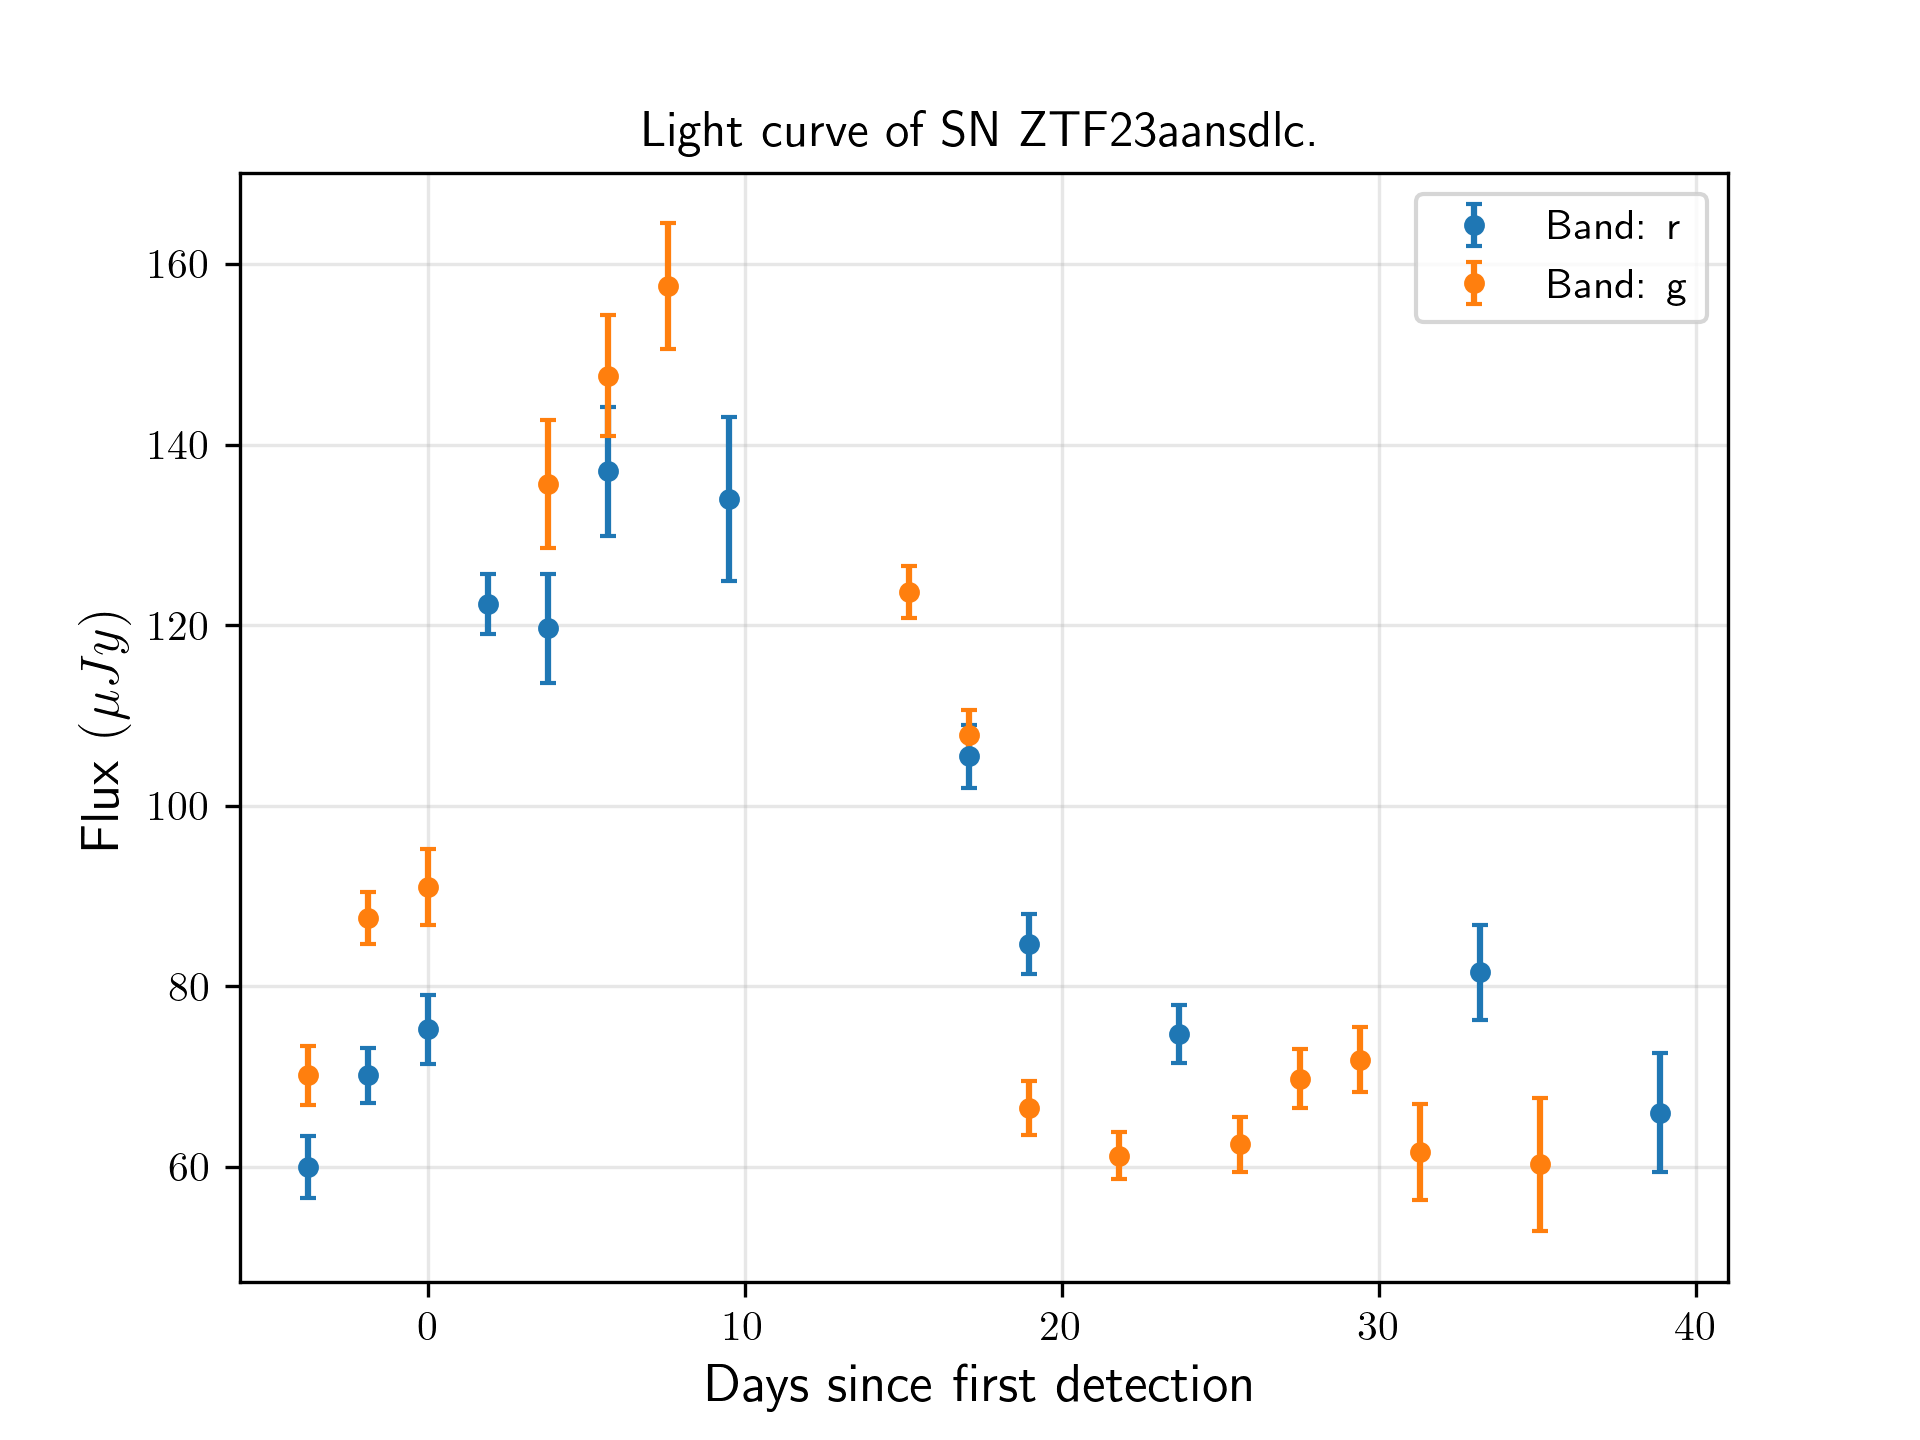 Light curve of SN ZTF23aansdlc.
Band: r
Band: g
160
140
120
100
80
60
Flux (μJy)
0 10 20 30 40
Days since first detection